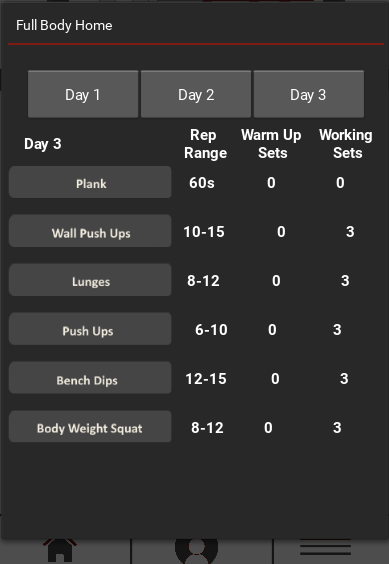 Full Body Home
Day 1 Day 2 Day 3
Day 3 Rep Range Warm Up Sets Working Sets
Plank 60s 0 0
Wall Push Ups 10-15 0 3
Lunges 8-12 0 3
Push Ups 6-10 0 3
Bench Dips 12-15 0 3
Body Weight Squat 8-12 0 3